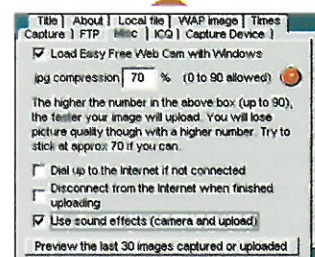 Title | About | Local file | WAP image | Times
Capture | FTP | Misc | ICQ | Capture Device
Load Easy Free Web Cam with Windows
jpg compression 70 % (0 to 90 allowed)
The higher the number in the above box (up to 90),
the faster your image will upload. You will lose
picture quality though with a higher number. Try to
stick at approx 70 if you can.
Dial up to the Internet if not connected
Disconnect from the Internet when finished
uploading
Use sound effects (camera and upload)
Preview the last 30 images captured or uploaded